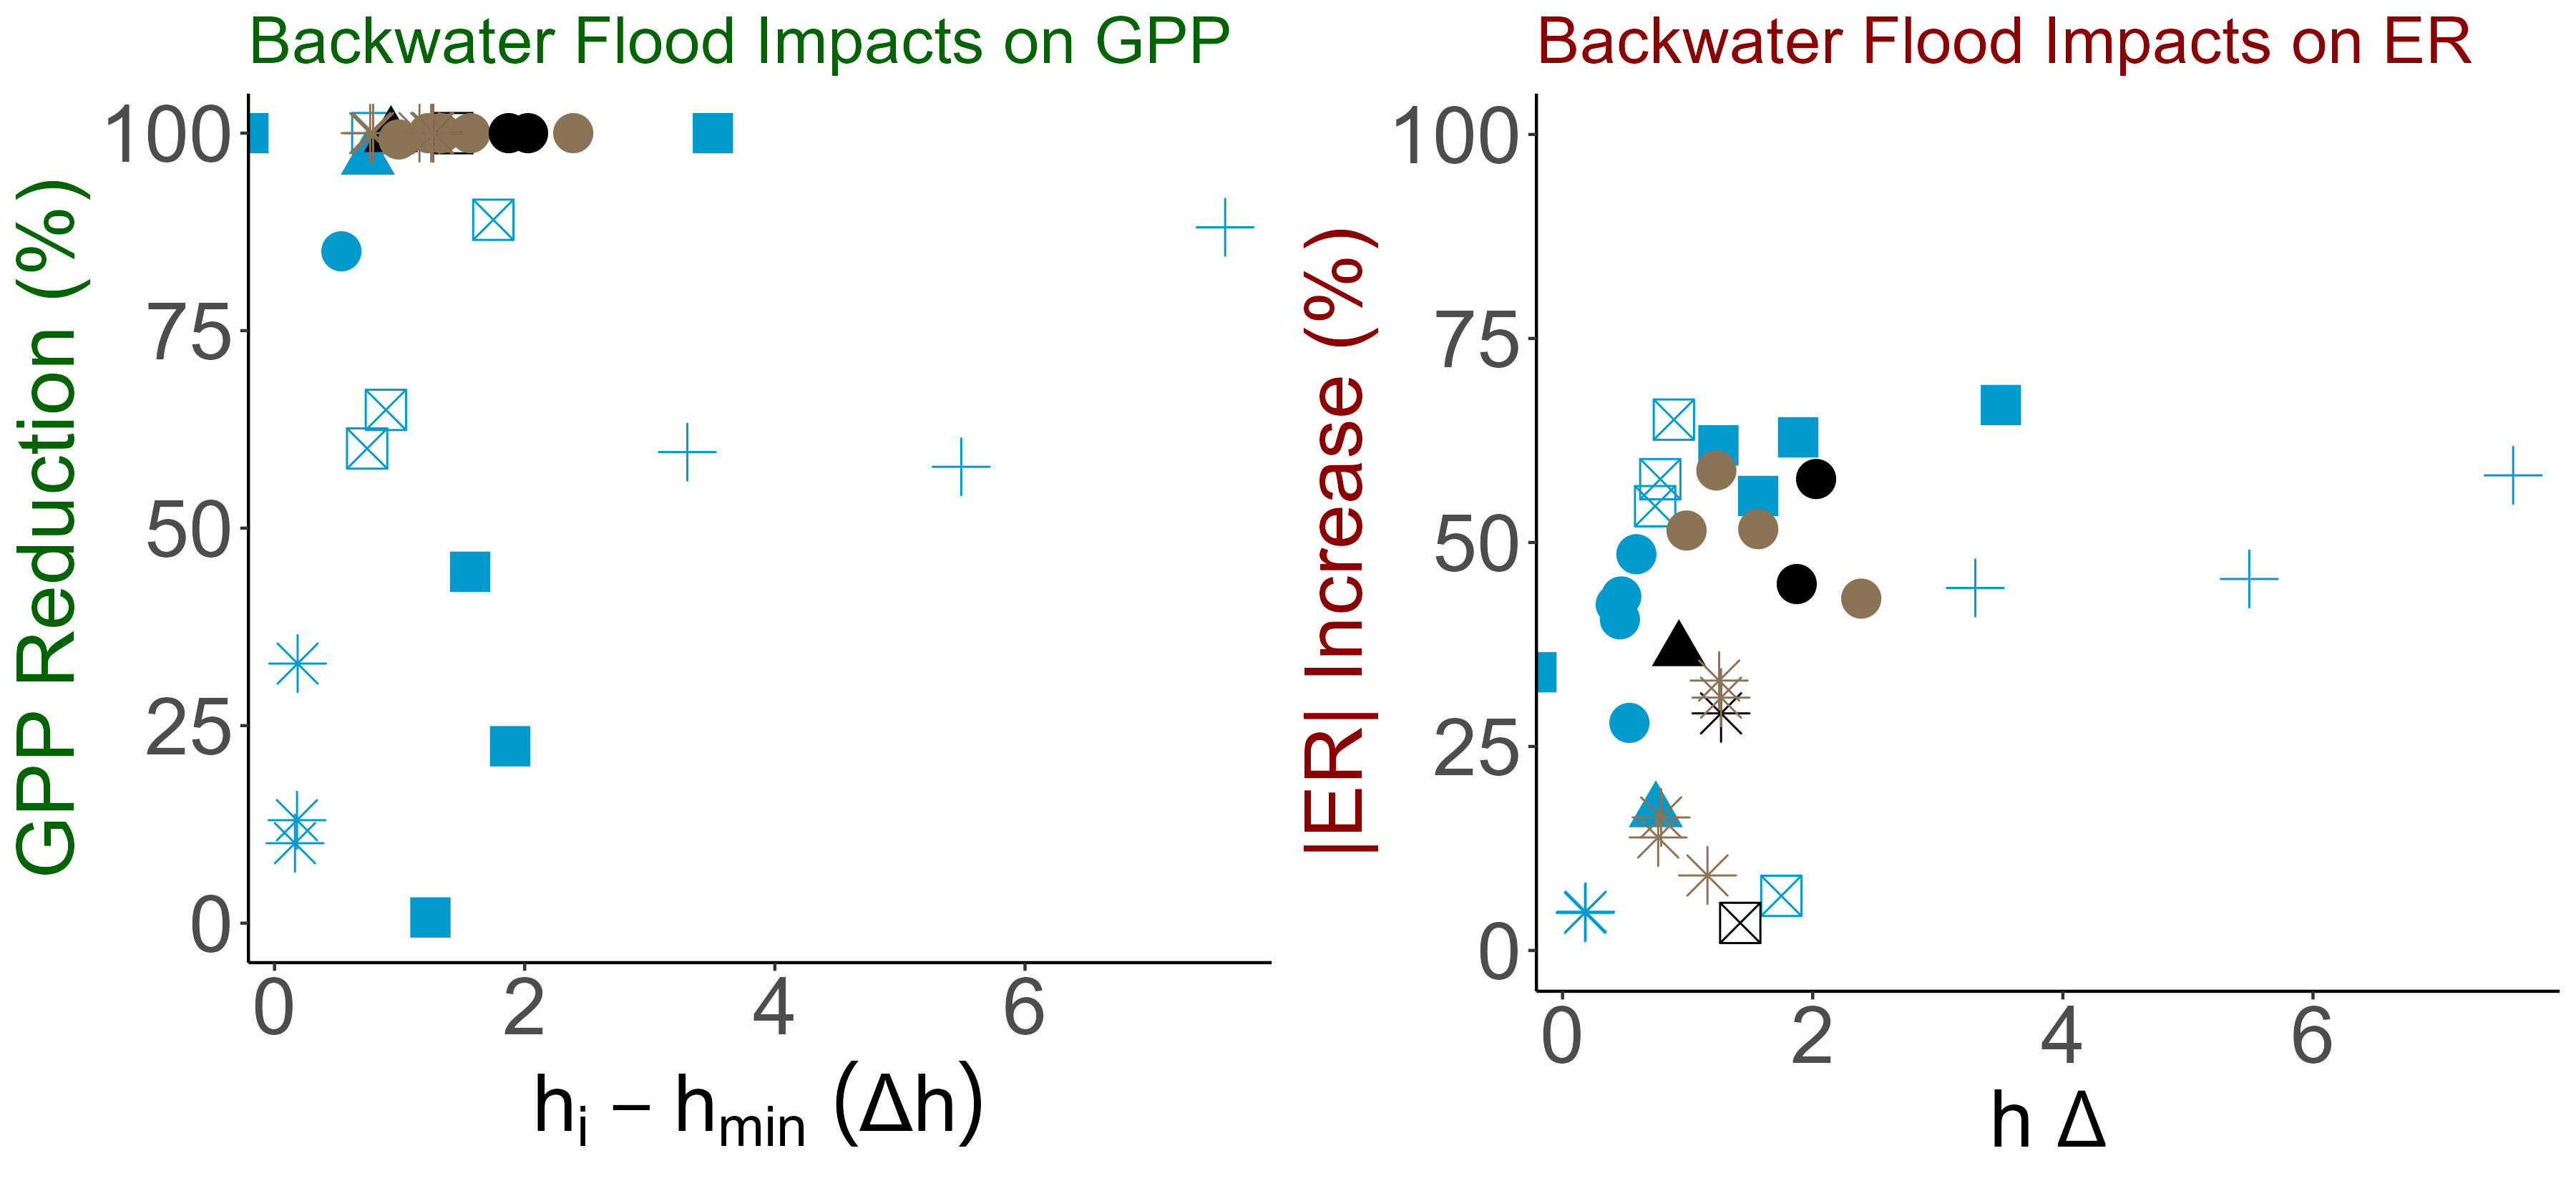 Backwater Flood Impacts on GPP
GPP Reduction (%)
100
75
50
25
0
0 2 4 6
hi − hmin (Δh)
Backwater Flood Impacts on ER
|ER| Increase (%)
100
75
50
25
0
0 2 4 6
h Δ